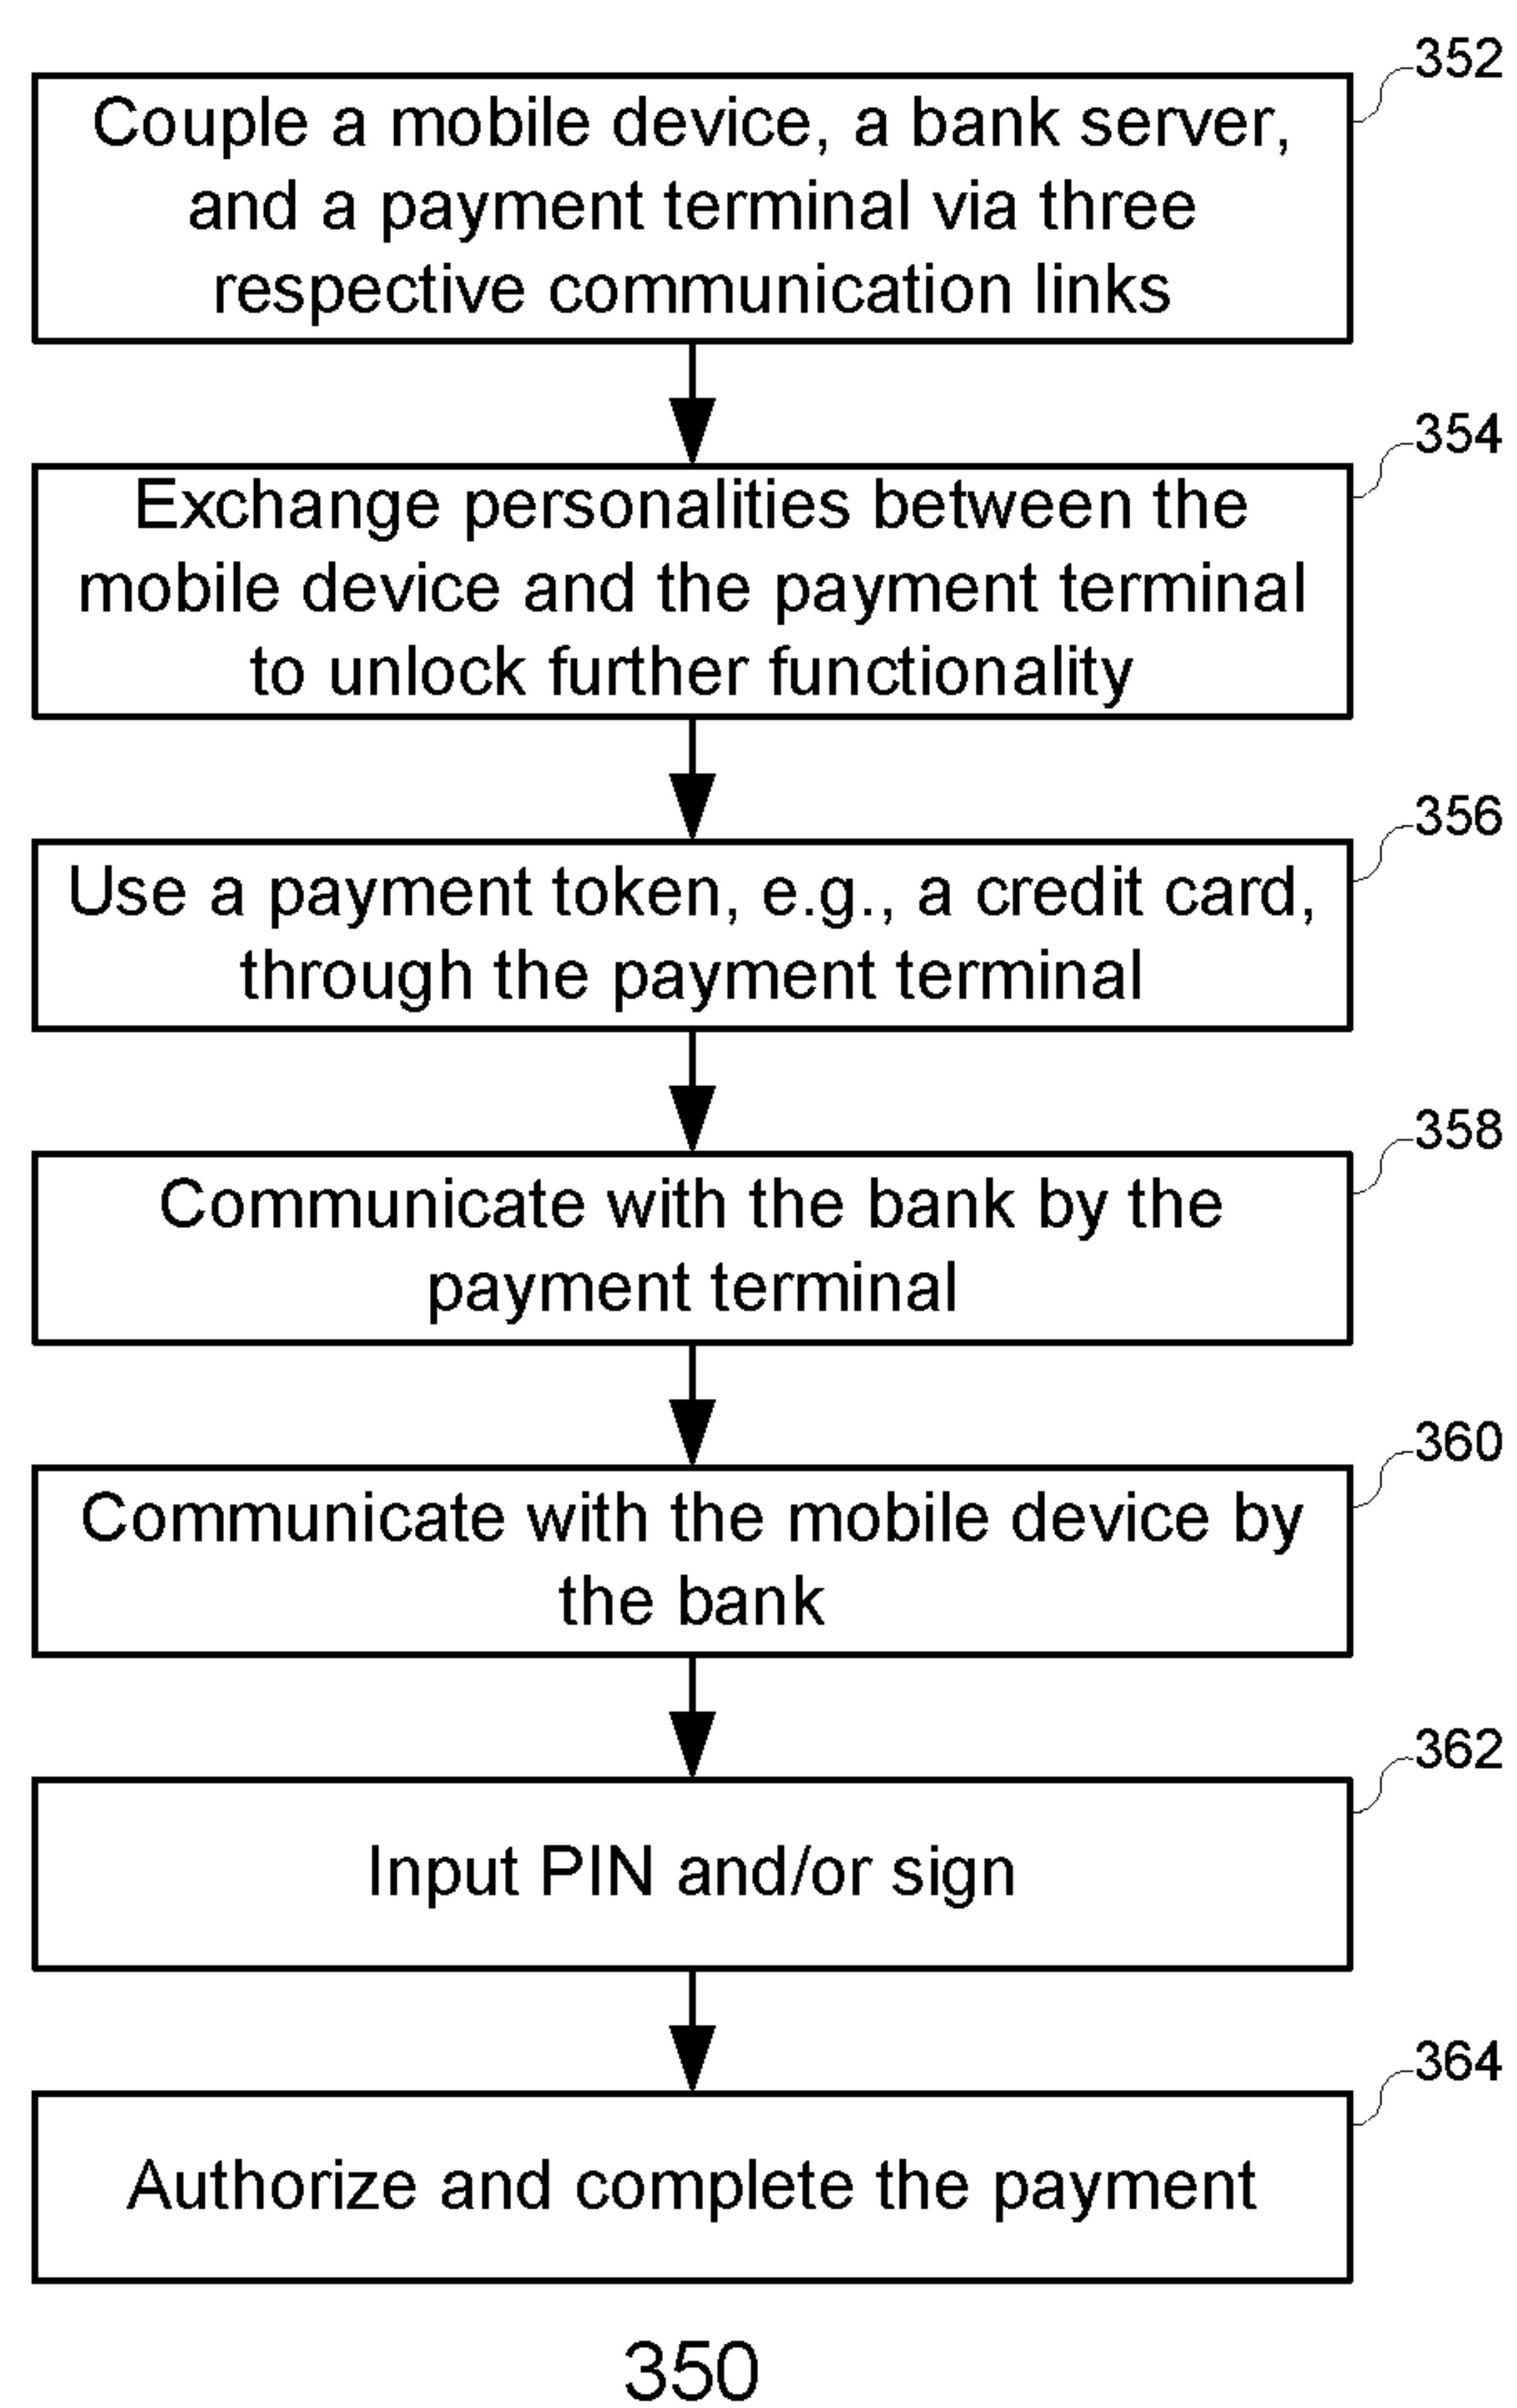 352
Couple a mobile device, a bank server,
and a payment terminal via three
respective communication links
354
Exchange personalities between the
mobile device and the payment terminal
to unlock further functionality
356
Use a payment token, e.g., a credit card,
through the payment terminal
358
Communicate with the bank by the
payment terminal
360
Communicate with the mobile device by
the bank
362
Input PIN and/or sign
364
Authorize and complete the payment
350